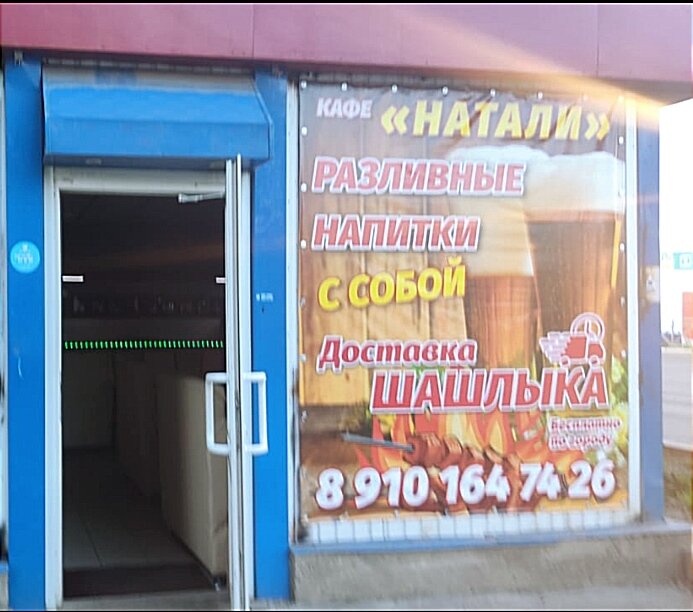 КАФЕ «НАТАЛИ»
РАЗЛИВНЫЕ
НАПИТКИ
С СОБОЙ
Доставка
ШАШЛЫКА
Бесплатно
по городу
8 910 164 74 26